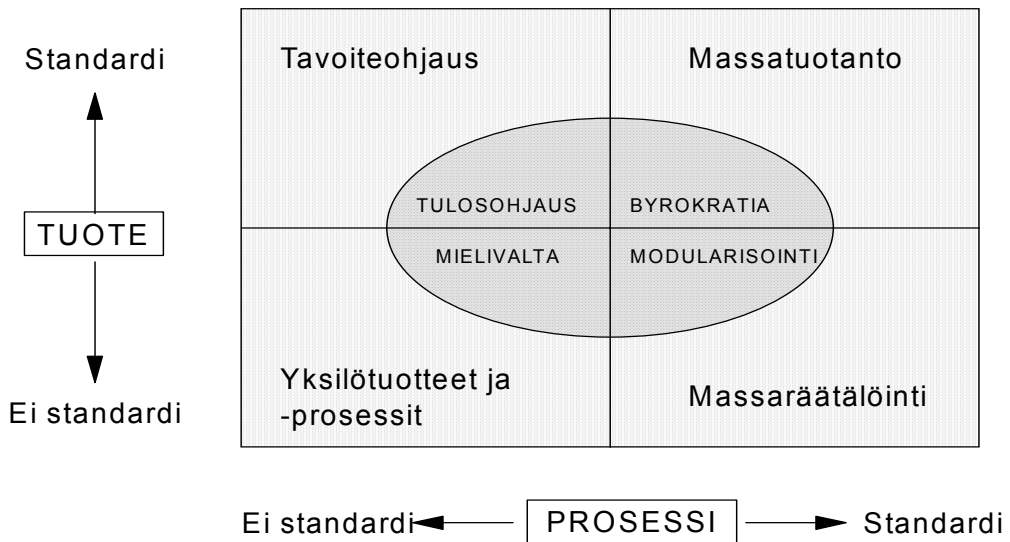 Standardi
Tavoiteohjaus
Massatuotanto
TULOSOHJAUS
BYROKRATIA
TUOTE
MIELIVALTA
MODULARISOINTI
Yksilötuotteet ja
-prosessit
Massaräätälöinti
Ei standardi
Ei standardi
PROSESSI
Standardi